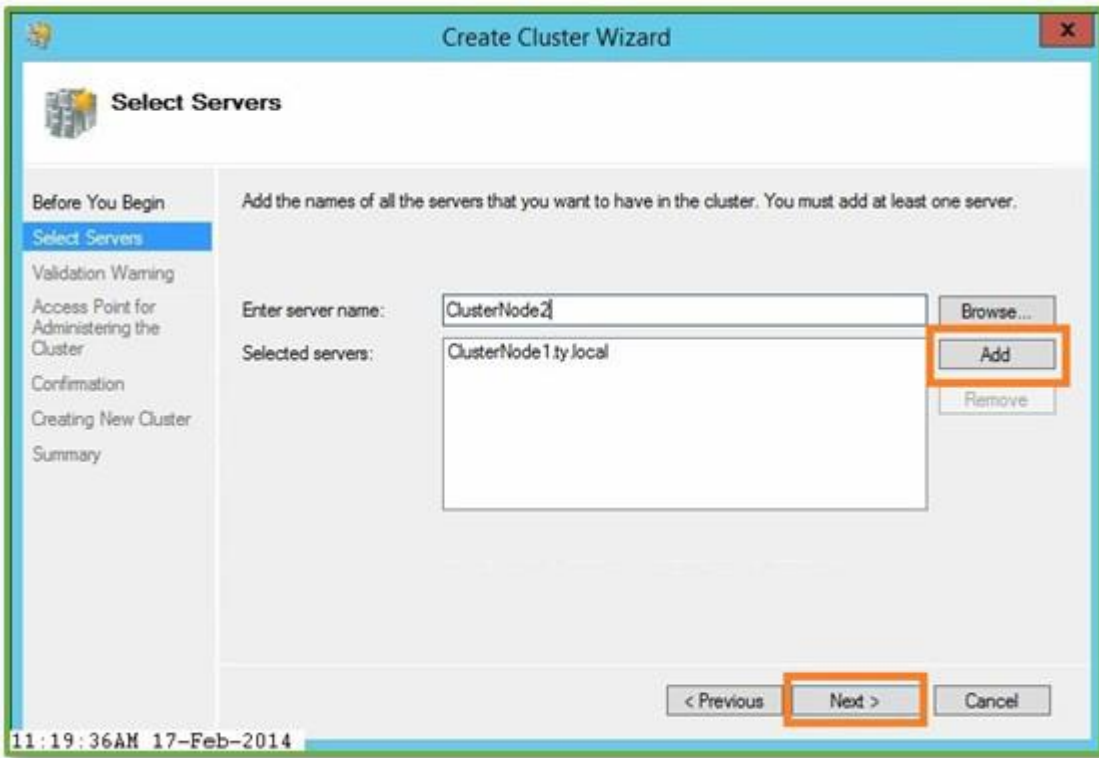 Create Cluster Wizard
x
Select Servers
Before You Begin
Select Servers
Validation Warning
Access Point for
Administering the
Cluster
Confirmation
Creating New Cluster
Summary
Add the names of all the servers that you want to have in the cluster. You must add at least one server.
Enter server name:
ClusterNode2
Browse...
Selected servers:
ClusterNode1.ty.local
Add
Remove
< Previous
Next >
Cancel
11:19:36AM 17-Feb-2014